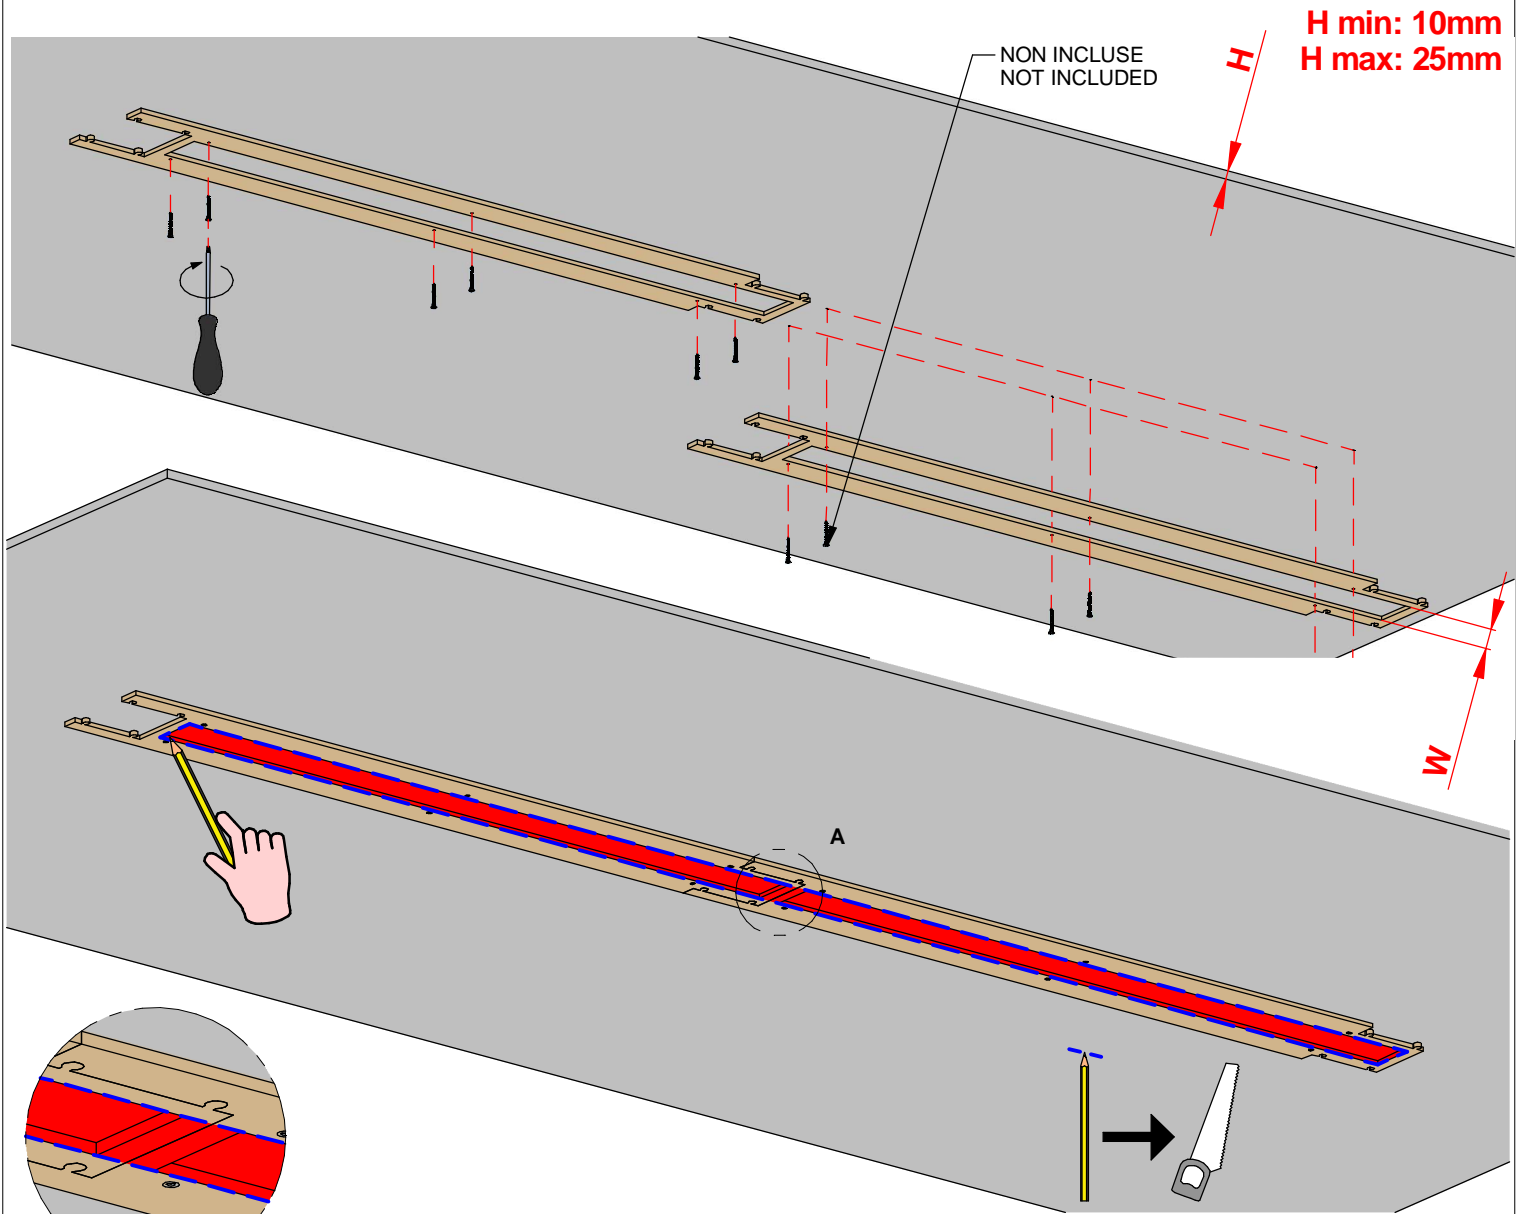 H min: 10mm
H max: 25mm
NON INCLUSE
NOT INCLUDED
H
W
A